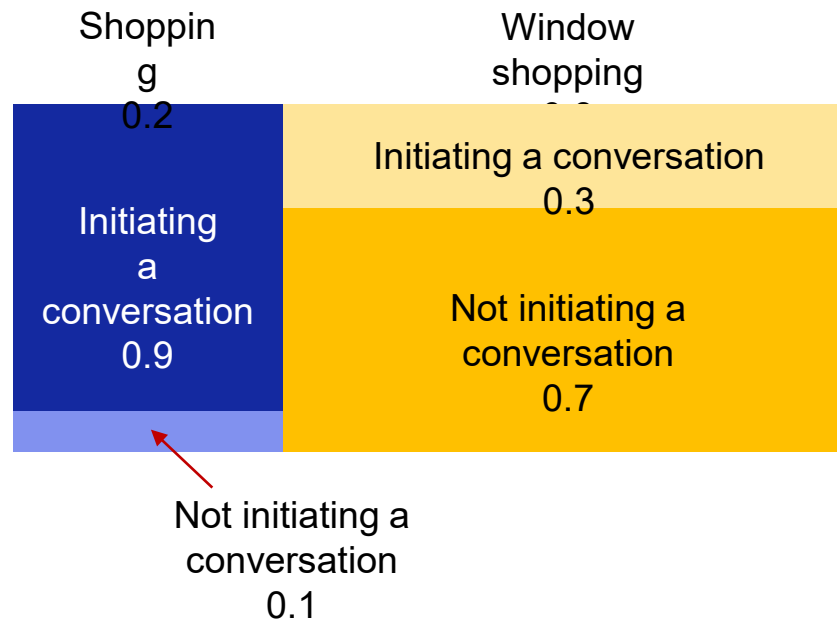 Shoppin
g
0.2
Window
shopping
Initiating a conversation
0.3
Initiating
a
conversation
0.9
Not initiating a
conversation
0.7
Not initiating a
conversation
0.1